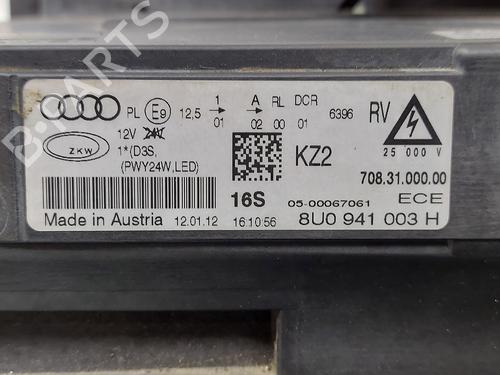 PL E9 12,5 1 01 A 02 RL 00 DCR 01 6396 RV
25 000 V
ZKW 12V 24V
1*(D3S,
(PWY24W,LED)
KZ2
708.31.000.00
16S 05-00067061 ECE
Made in Austria 12.01.12 16:10:56 8U0 941 003 H
B-PARTS